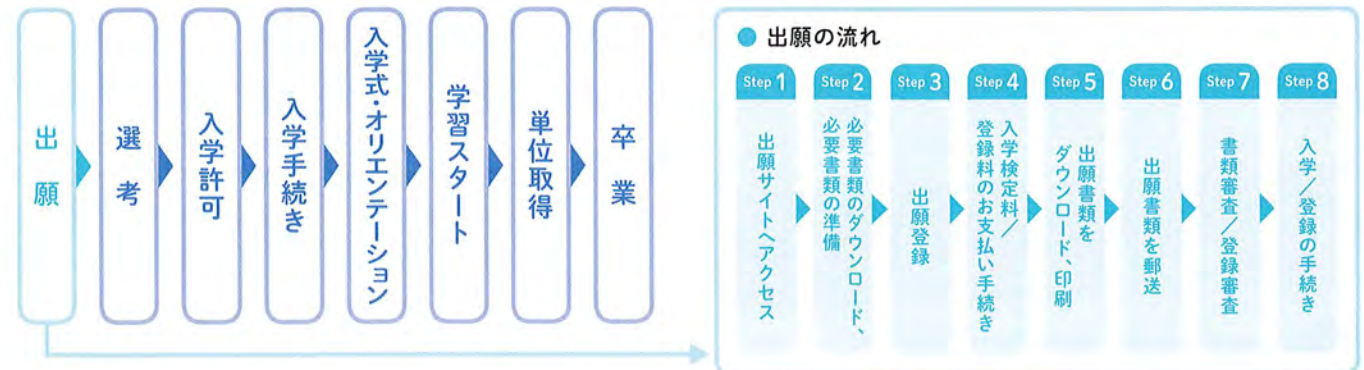 出願
選考
入学許可
入学手続き
入学式・オリエンテーション
学習スタート
単位取得
卒業
● 出願の流れ
Step 1
出願サイトへアクセス
Step 2
必要書類のダウンロード、
必要書類の準備
Step 3
出願登録
Step 4
入学検定料／
登録料のお支払い手続き
Step 5
出願書類を
ダウンロード、印刷
Step 6
出願書類を郵送
Step 7
書類審査／登録審査
Step 8
入学／登録の手続き